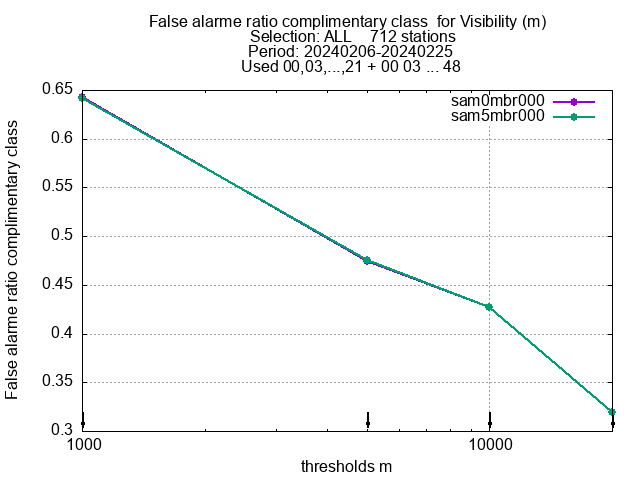 False alarme ratio complimentary class  for Visibility (m)
Selection: ALL    712 stations
Period: 20240206-20240225
Used 00,03,...,21 + 00 03 ... 48
sam0mbr000
sam5mbr000
0.65
0.6
0.55
0.5
0.45
0.4
0.35
0.3
False alarme ratio complimentary class
1000
10000
thresholds m